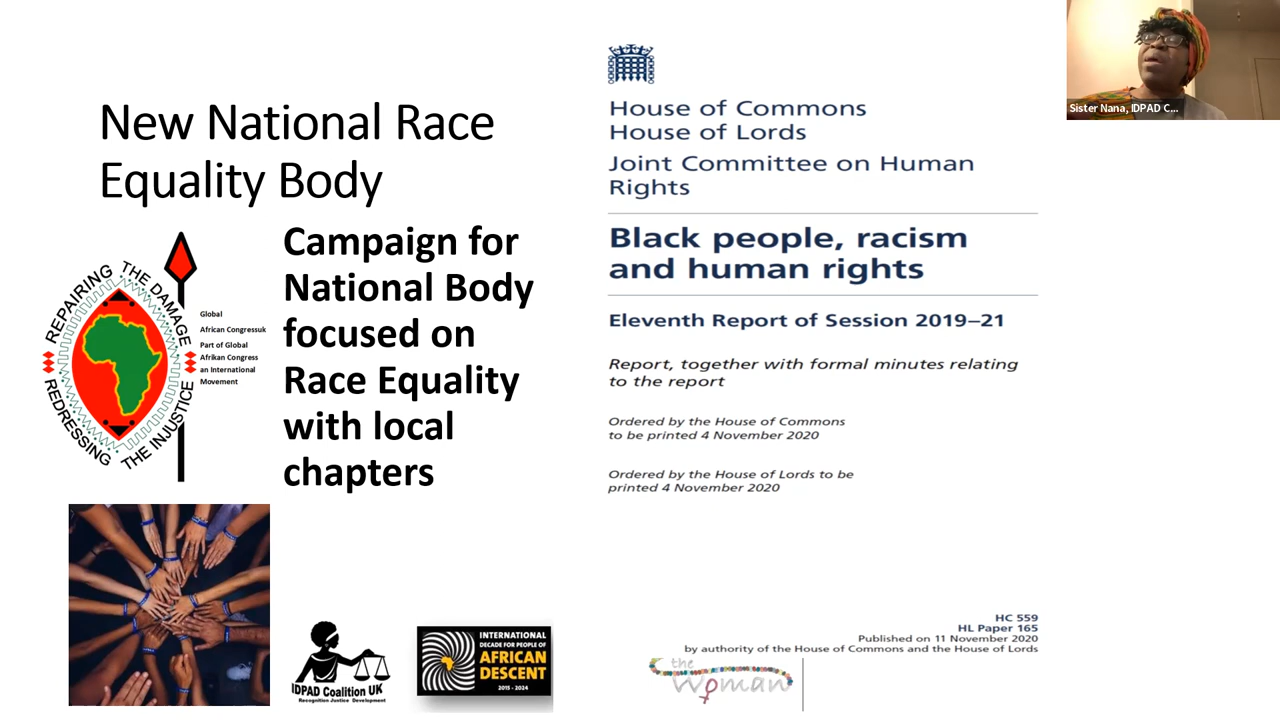 New National Race
Equality Body
REPAIRING THE DAMAGE
REDRESSING THE INJUSTICE
Global
African Congressuk
Part of Global
Afrikan Congress
an International
Movement
Campaign for
National Body
focused on
Race Equality
with local
chapters
IDPAD Coalition UK
Recognition Justice Development
INTERNATIONAL
DECADE FOR PEOPLE OF
AFRICAN
DESCENT
2015 - 2024
House of Commons
House of Lords
Joint Committee on Human
Rights
Black people, racism
and human rights
Eleventh Report of Session 2019–21
Report, together with formal minutes relating
to the report
Ordered by the House of Commons
to be printed 4 November 2020
Ordered by the House of Lords to be
printed 4 November 2020
HC 559
HL Paper 165
Published on 11 November 2020
by authority of the House of Commons and the House of Lords
the
Woman
Sister Nana, IDPAD C...